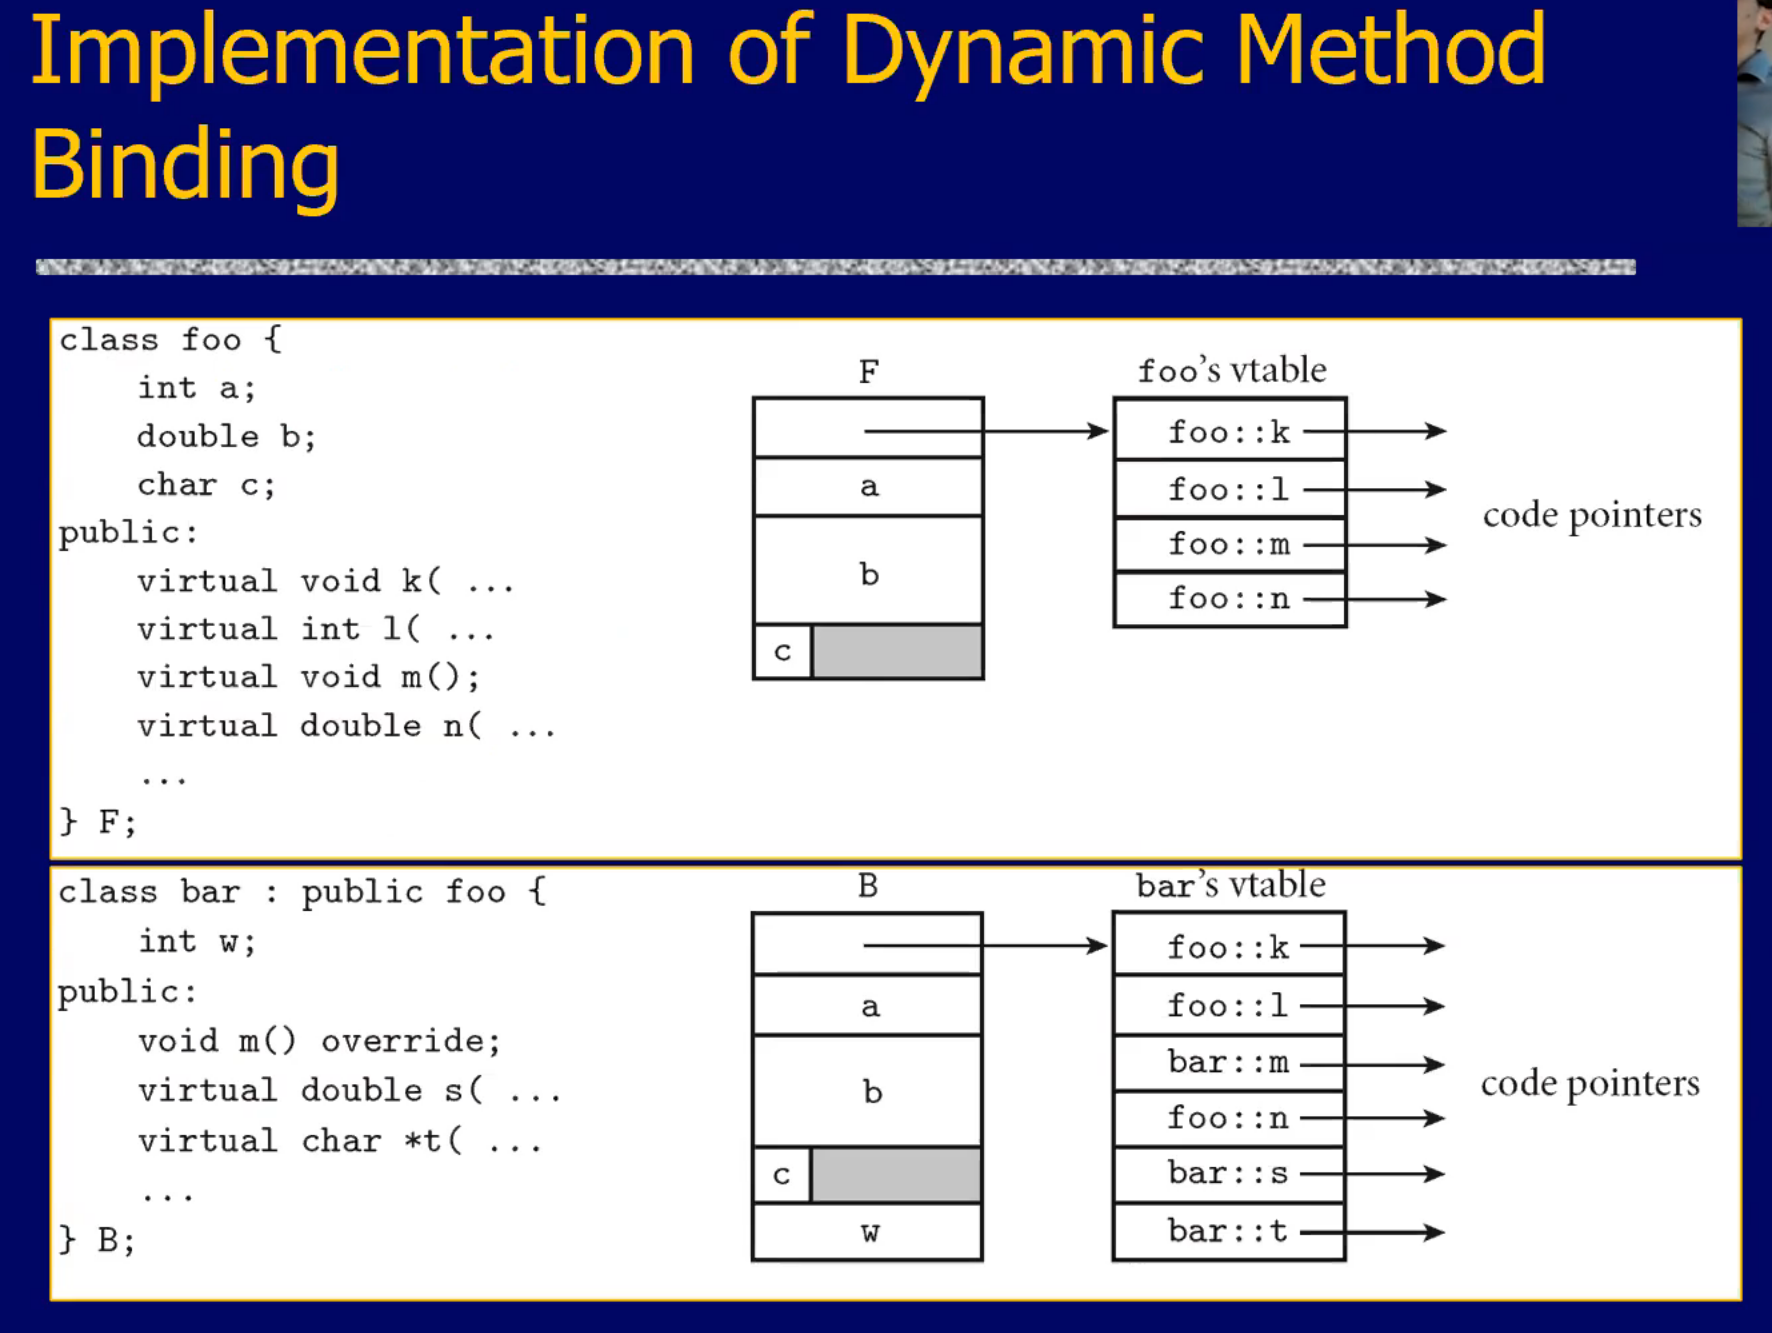 Implementation of Dynamic Method
Binding
class foo {
int a;
double b;
char c;
public:
virtual void k( ...
virtual int l( ...
virtual void m();
virtual double n( ...
...
} F;
F
a
b
c
foo's vtable
foo::k
foo::l
foo::m
foo::n
code pointers
class bar : public foo {
int w;
public:
void m() override;
virtual double s( ...
virtual char *t( ...
...
} B;
B
a
b
c
w
bar's vtable
foo::k
foo::l
bar::m
foo::n
bar::s
bar::t
code pointers